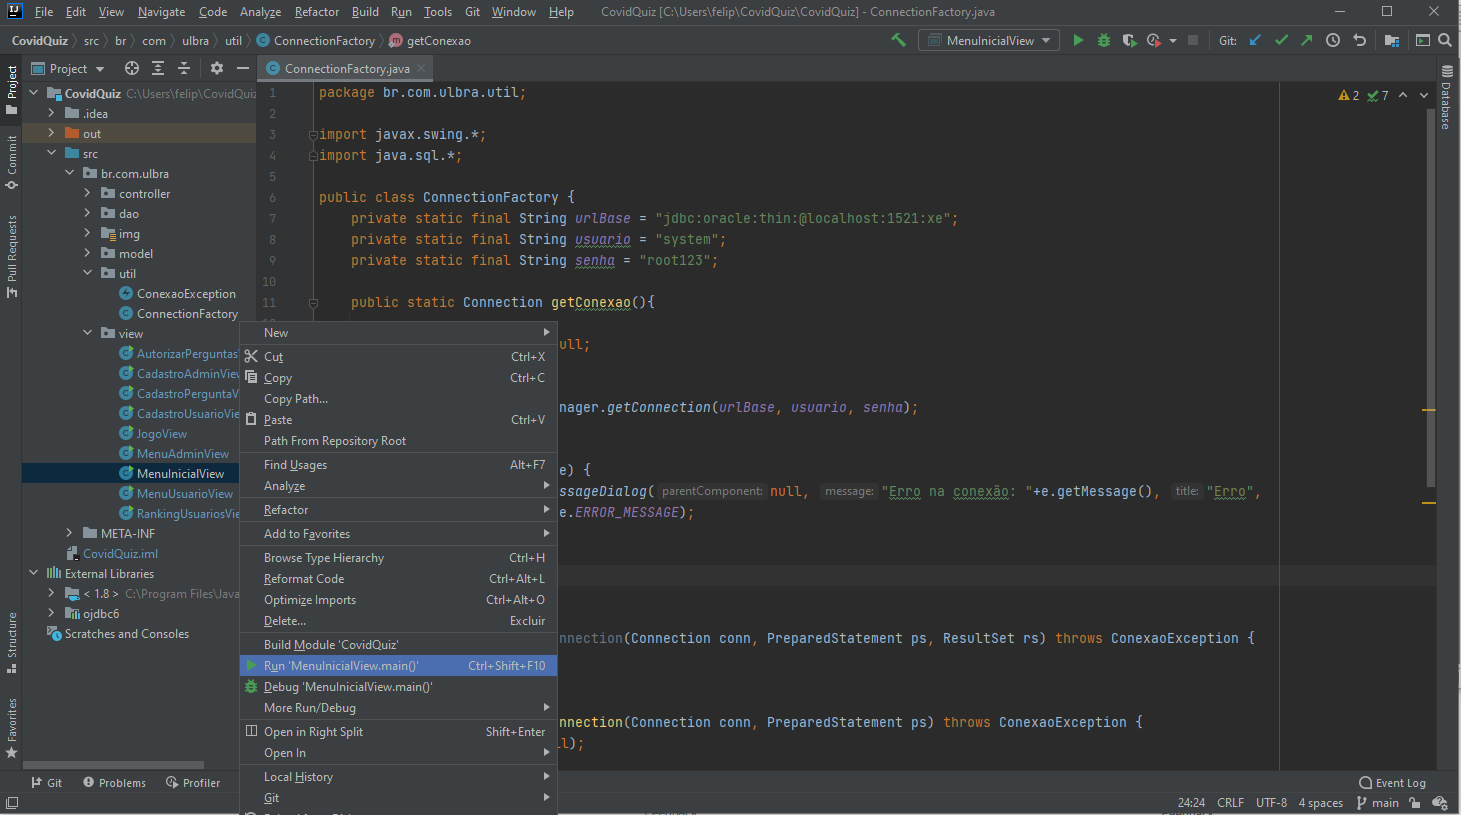 File Edit View Navigate Code Analyze Refactor Build Run Tools Git Window Help CovidQuiz [C:\Users\felip\CovidQuiz\CovidQuiz] - ConnectionFactory.java
CovidQuiz src br com ulbra util ConnectionFactory getConexao MenuInicialView Git:
Project ConnectionFactory.java
CovidQuiz C:\Users\felip\CovidQuiz
.idea
out
src
br.com.ulbra
controller
dao
img
model
util
ConexaoException
ConnectionFactory
view
AutorizarPerguntas
CadastroAdminView
CadastroPerguntaV
CadastroUsuarioVie
JogoView
MenuAdminView
MenuInicialView
MenuUsuarioView
RankingUsuariosVie
META-INF
CovidQuiz.iml
External Libraries
< 1.8 > C:\Program Files\Java
ojdbc6
Scratches and Consoles
Project
Commit
Pull Requests
Structure
Favorites
1 package br.com.ulbra.util;
2
3 import javax.swing.*;
4 import java.sql.*;
5
6 public class ConnectionFactory {
7 private static final String urlBase = "jdbc:oracle:thin:@localhost:1521:xe";
8 private static final String usuario = "system";
9 private static final String senha = "root123";
10
11 public static Connection getConexao(){
ull;
nager.getConnection(urlBase, usuario, senha);
e) {
ssageDialog( parentComponent: null, message: "Erro na conexão: "+e.getMessage(), title: "Erro",
e.ERROR_MESSAGE);
nnection(Connection conn, PreparedStatement ps, ResultSet rs) throws ConexaoException {
nnection(Connection conn, PreparedStatement ps) throws ConexaoException {
l);
2 7
Database
New
Cut Ctrl+X
Copy Ctrl+C
Copy Path...
Paste Ctrl+V
Path From Repository Root
Find Usages Alt+F7
Analyze
Refactor
Add to Favorites
Browse Type Hierarchy Ctrl+H
Reformat Code Ctrl+Alt+L
Optimize Imports Ctrl+Alt+O
Delete... Excluir
Build Module 'CovidQuiz'
Run 'MenuInicialView.main()' Ctrl+Shift+F10
Debug 'MenuInicialView.main()'
More Run/Debug
Open in Right Split Shift+Enter
Open In
Local History
Git
Git Problems Profiler Event Log
24:24 CRLF UTF-8 4 spaces main